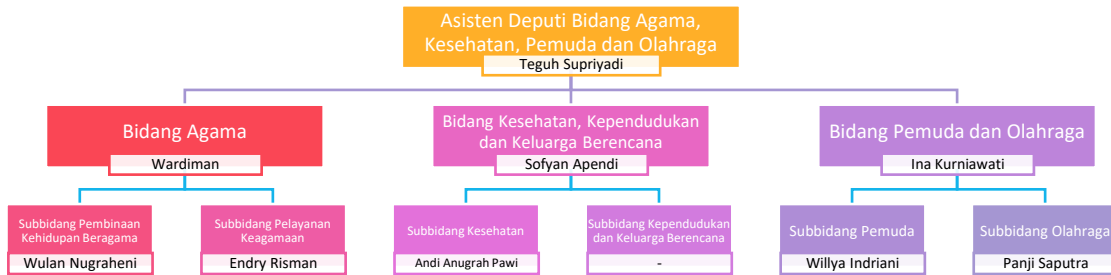 Asisten Deputi Bidang Agama,
Kesehatan, Pemuda dan Olahraga
Teguh Supriyadi
Bidang Agama
Wardiman
Bidang Kesehatan, Kependudukan
dan Keluarga Berencana
Sofyan Apendi
Bidang Pemuda dan Olahraga
Ina Kurniawati
Subbidang Pembinaan
Kehidupan Beragama
Wulan Nugraheni
Subbidang Pelayanan
Keagamaan
Endry Risman
Subbidang Kesehatan
Andi Anugrah Pawi
Subbidang Kependudukan
dan Keluarga Berencana
-
Subbidang Pemuda
Willya Indriani
Subbidang Olahraga
Panji Saputra